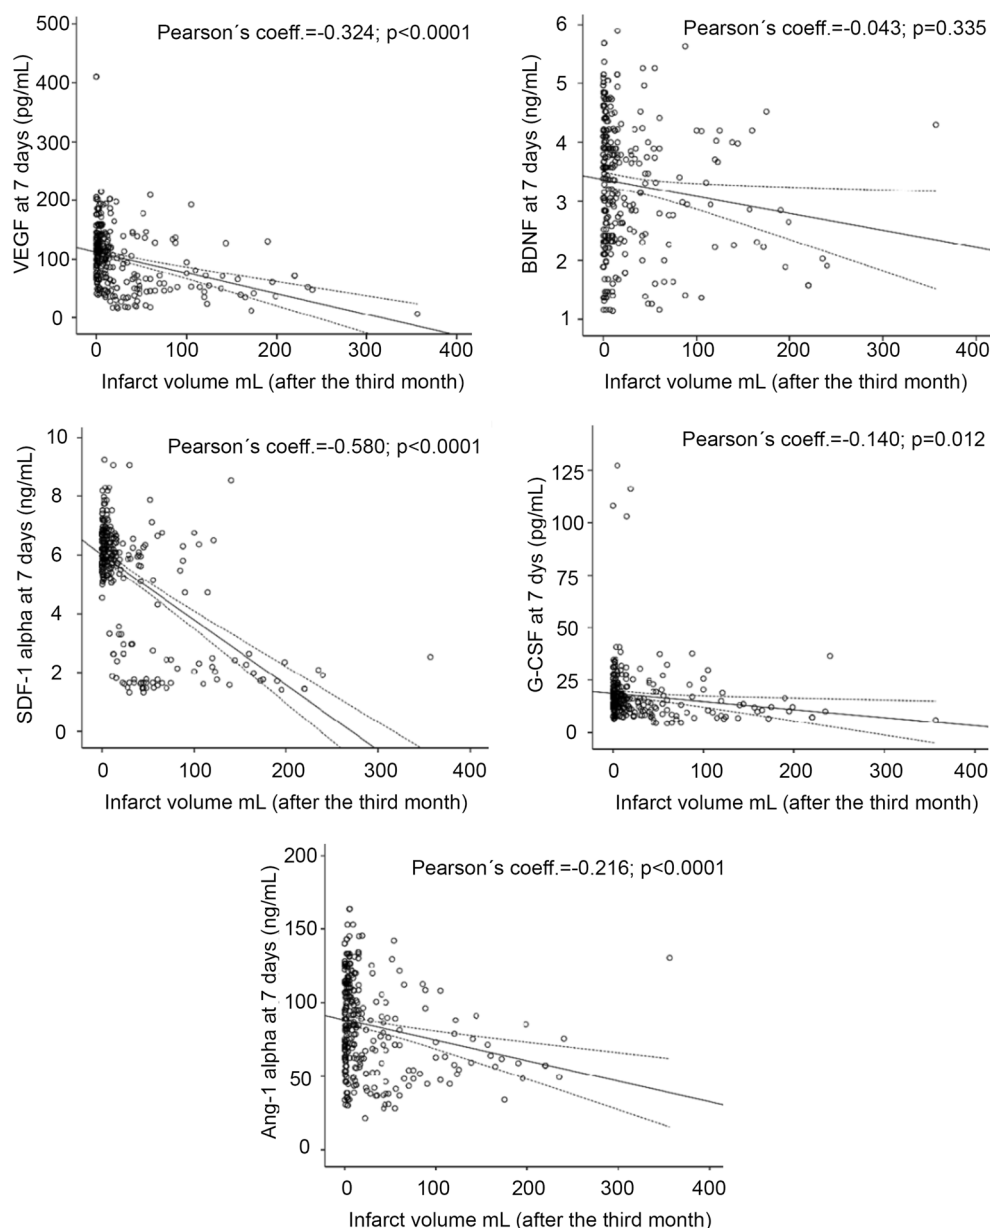 Pearson´s coeff.=-0.324; p<0.0001
VEGF at 7 days (pg/mL)
500
400
300
200
100
0
0 100 200 300 400
Infarct volume mL (after the third month)
Pearson´s coeff.=-0.043; p=0.335
BDNF at 7 days (ng/mL)
6
5
4
3
2
1
0 100 200 300 400
Infarct volume mL (after the third month)
Pearson´s coeff.=-0.580; p<0.0001
SDF-1 alpha at 7 days (ng/mL)
10
8
6
4
2
0
0 100 200 300 400
Infarct volume mL (after the third month)
Pearson´s coeff.=-0.140; p=0.012
G-CSF at 7 dys (pg/mL)
125
100
75
50
25
0
0 100 200 300 400
Infarct volume mL (after the third month)
Pearson´s coeff.=-0.216; p<0.0001
Ang-1 alpha at 7 days (ng/mL)
200
150
100
50
0
0 100 200 300 400
Infarct volume mL (after the third month)